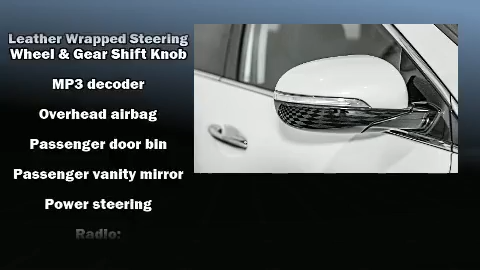 Leather Wrapped Steering
Wheel & Gear Shift Knob
MP3 decoder
Overhead airbag
Passenger door bin
Passenger vanity mirror
Power steering
Radio: